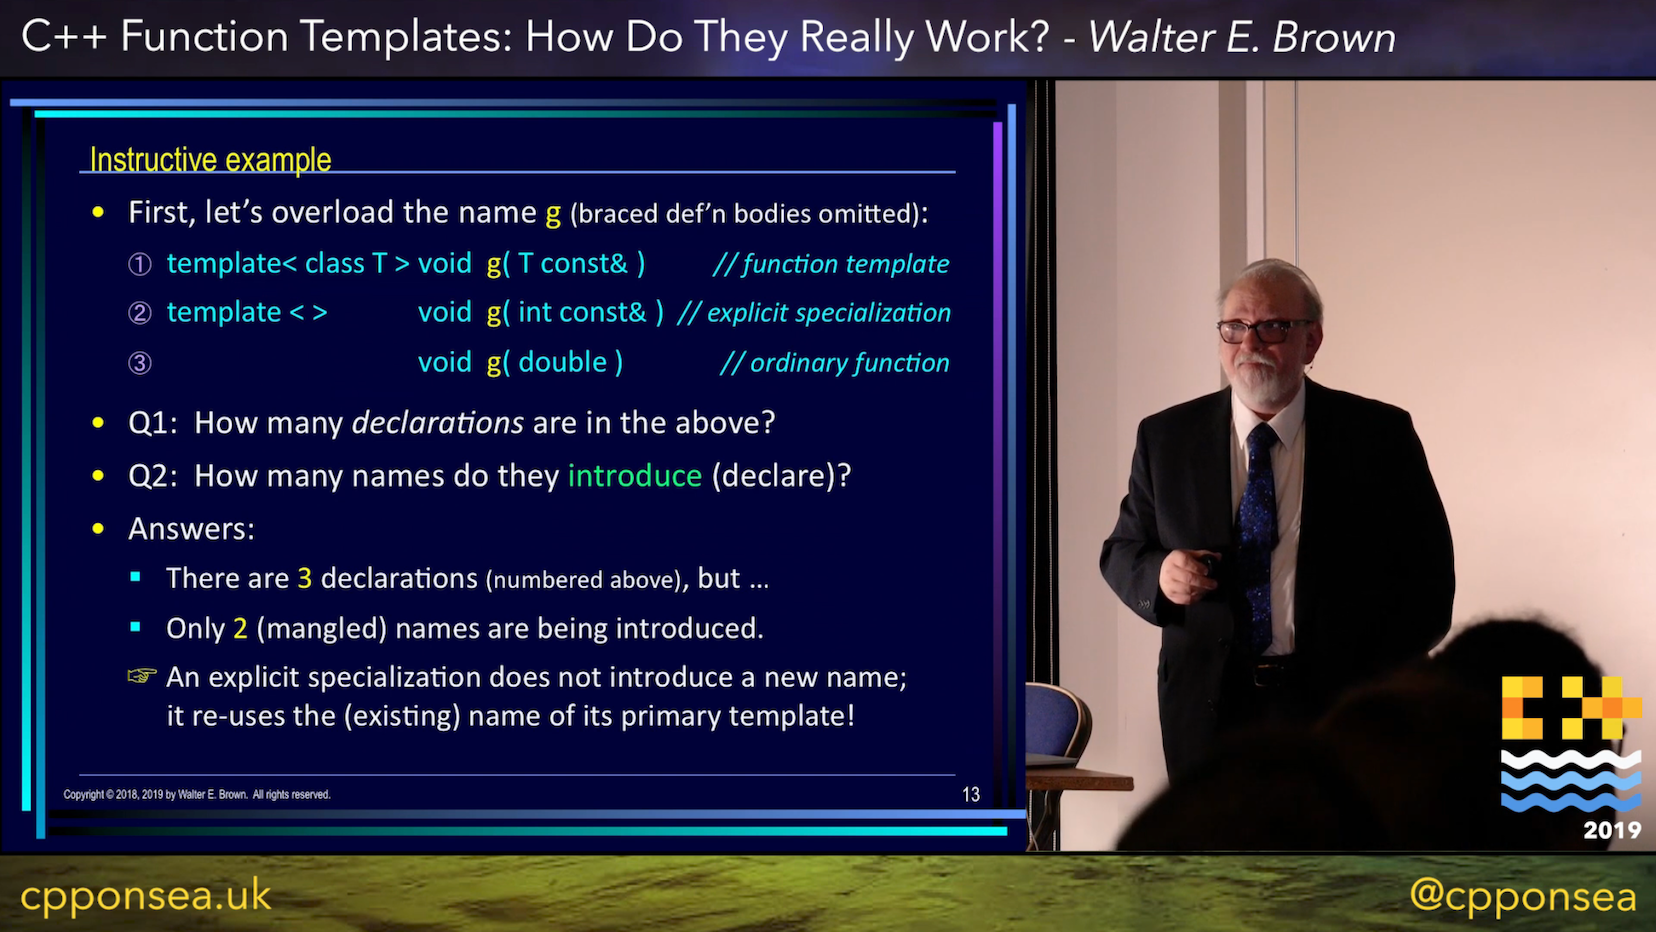 C++ Function Templates: How Do They Really Work? - Walter E. Brown
Instructive example
• First, let's overload the name g (braced def'n bodies omitted):
① template< class T > void g( T const& ) // function template
② template < > void g( int const& ) // explicit specialization
③ void g( double ) // ordinary function
• Q1: How many declarations are in the above?
• Q2: How many names do they introduce (declare)?
• Answers:
▪ There are 3 declarations (numbered above), but ...
▪ Only 2 (mangled) names are being introduced.
☞ An explicit specialization does not introduce a new name;
it re-uses the (existing) name of its primary template!
Copyright © 2018, 2019 by Walter E. Brown. All rights reserved.
13
C++
2019
cpponsea.uk
@cpponsea